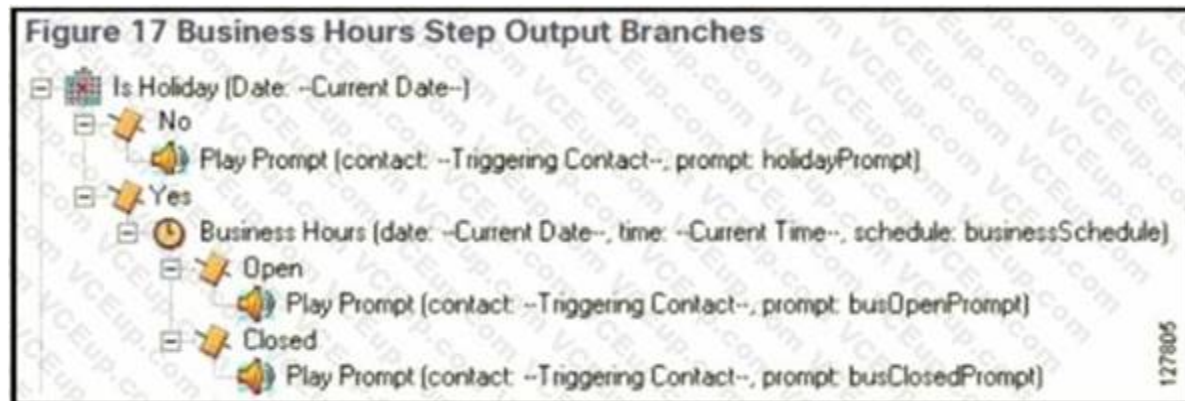 Figure 17 Business Hours Step Output Branches
Is Holiday (Date: --Current Date--)
No
Play Prompt (contact: --Triggering Contact--, prompt: holidayPrompt)
Yes
Business Hours (date: --Current Date--, time: --Current Time--, schedule: businessSchedule)
Open
Play Prompt (contact: --Triggering Contact--, prompt: busOpenPrompt)
Closed
Play Prompt (contact: --Triggering Contact--, prompt: busClosedPrompt)
127805
VCEup.com